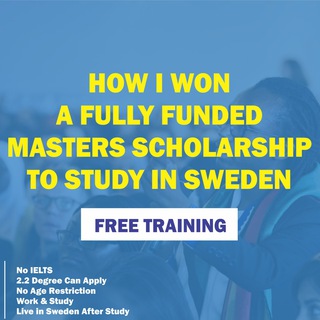 HOW I WON
A FULLY FUNDED
MASTERS SCHOLARSHIP
TO STUDY IN SWEDEN
FREE TRAINING
No IELTS
2.2 Degree Can Apply
No Age Restriction
Work & Study
Live in Sweden After Study